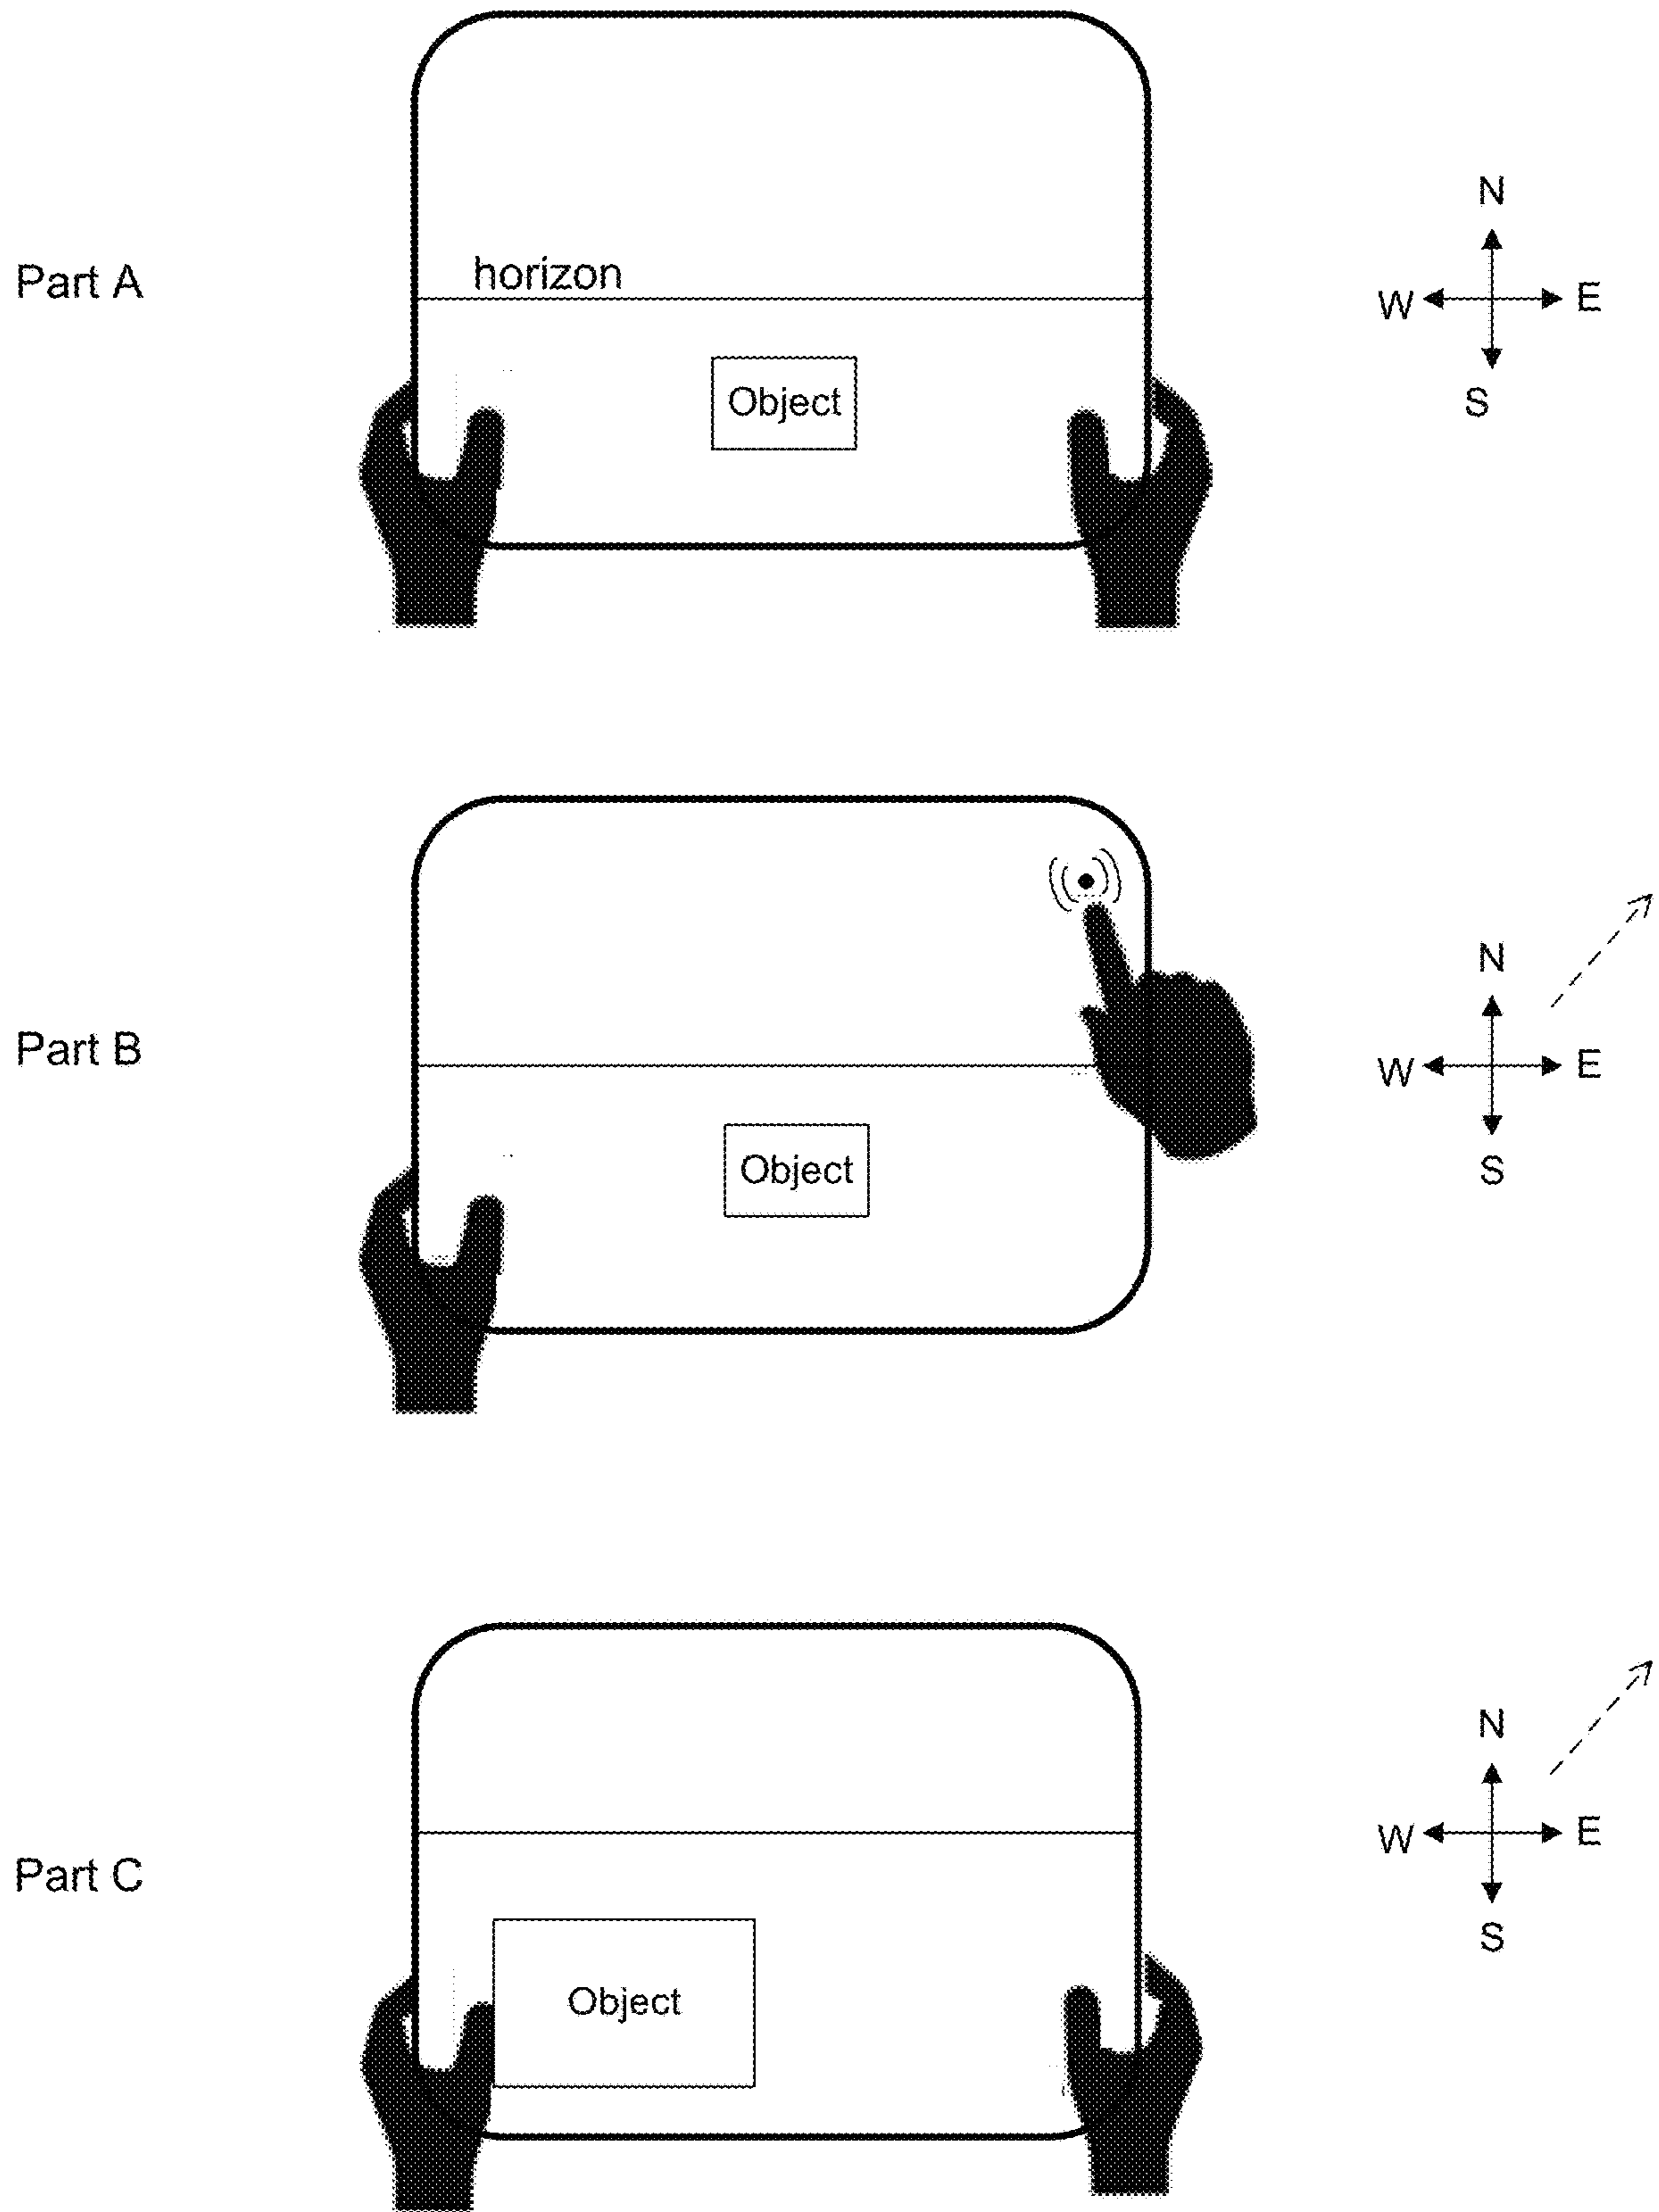 N
horizon
Part A
W E
Object
S
N
Part B
W E
Object
S
N
W E
Part C
S
Object